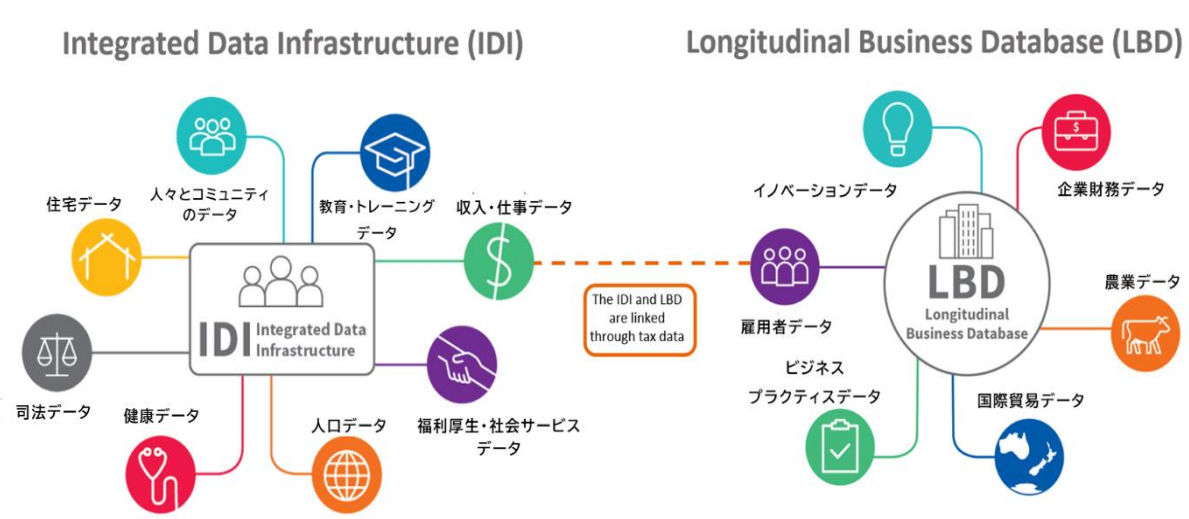 Integrated Data Infrastructure (IDI)
Longitudinal Business Database (LBD)
人々とコミュニティ
のデータ
教育・トレーニング
データ
住宅データ
収入・仕事データ
IDI
Integrated Data
Infrastructure
司法データ
健康データ
人口データ
福利厚生・社会サービス
データ
The IDI and LBD
are linked
through tax data
イノベーションデータ
$
企業財務データ
雇用者データ
LBD
Longitudinal
Business Database
農業データ
ビジネス
プラクティスデータ
国際貿易データ